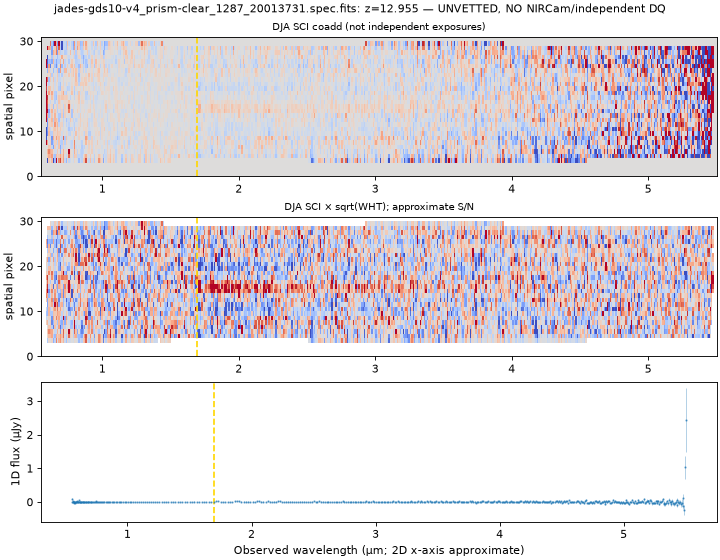 jades-gds10-v4_prism-clear_1287_20013731.spec.fits: z=12.955 — UNVETTED, NO NIRCam/independent DQ
DJA SCI coadd (not independent exposures)
spatial pixel
30
20
10
0
1 2 3 4 5
DJA SCI × sqrt(WHT); approximate S/N
spatial pixel
30
20
10
0
1 2 3 4 5
1D flux (μJy)
3
2
1
0
1 2 3 4 5
Observed wavelength (μm; 2D x-axis approximate)